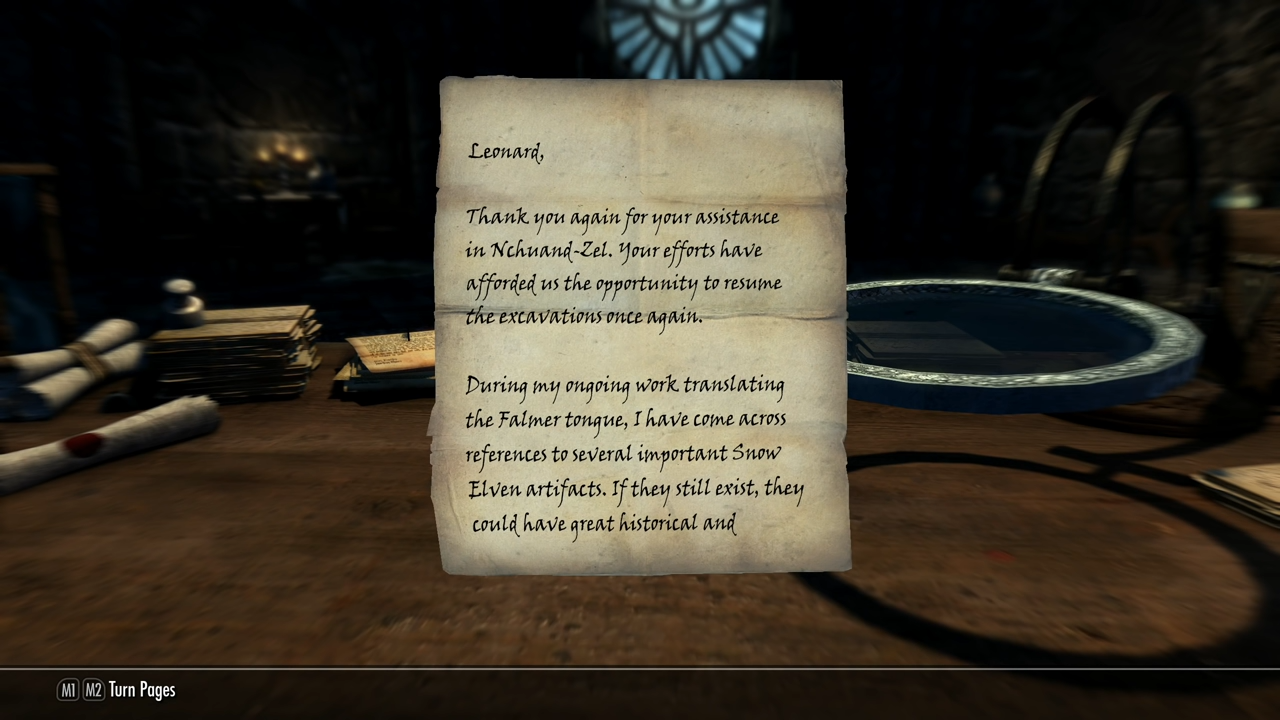 Leonard,
Thank you again for your assistance
in Nchuand-Zel. Your efforts have
afforded us the opportunity to resume
the excavations once again.
During my ongoing work translating
the Falmer tongue, I have come across
references to several important Snow
Elven artifacts. If they still exist, they
could have great historical and
M1 M2 Turn Pages